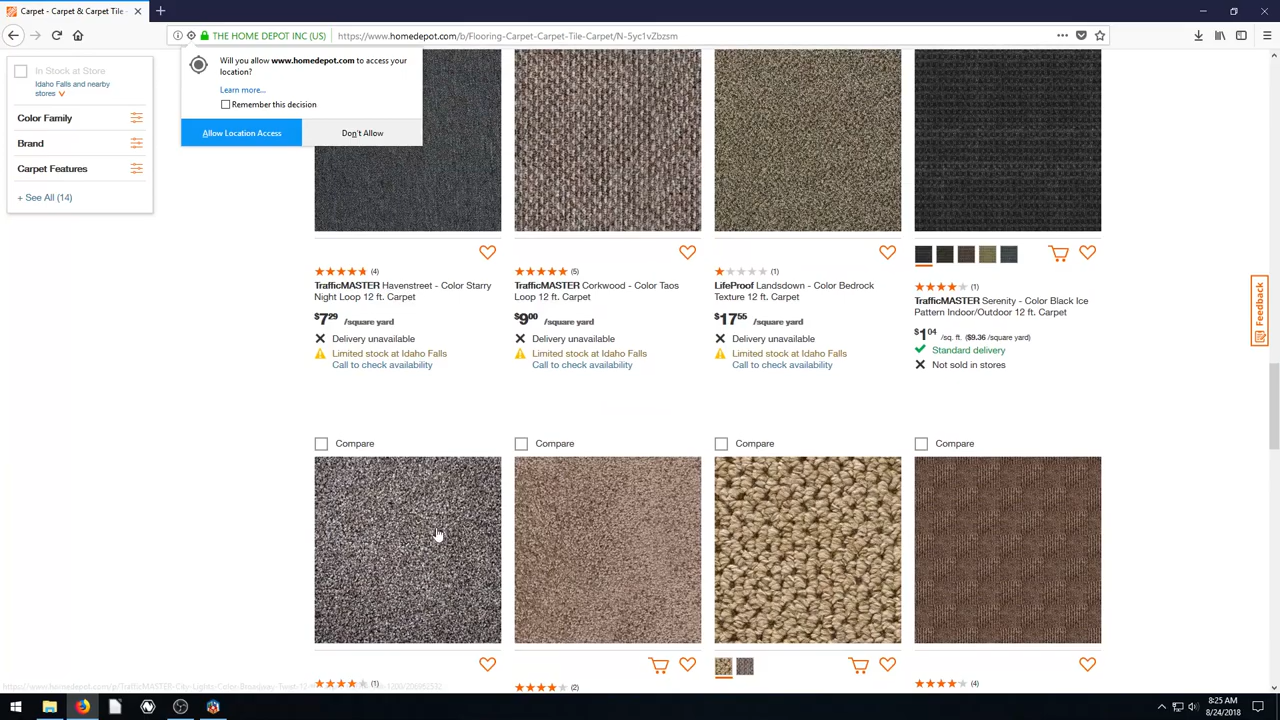 Carpet - Carpet & Carpet Tile -
THE HOME DEPOT INC (US)
https://www.homedepot.com/b/Flooring-Carpet-Carpet-Tile-Carpet/N-5yc1vZbzsm
Will you allow www.homedepot.com to access your
location?
Learn more...
Remember this decision
Allow Location Access
Don't Allow
In Stock at Store
Idaho Falls and nearby
stores
Color Family
Brand
Carpet Features
+ See All (14)
(4)
TrafficMASTER Havenstreet - Color Starry
Night Loop 12 ft. Carpet
$729 /square yard
Delivery unavailable
Limited stock at Idaho Falls
Call to check availability
(5)
TrafficMASTER Corkwood - Color Taos
Loop 12 ft. Carpet
$900 /square yard
Delivery unavailable
Limited stock at Idaho Falls
Call to check availability
(1)
LifeProof Landsdown - Color Bedrock
Texture 12 ft. Carpet
$1755 /square yard
Delivery unavailable
Limited stock at Idaho Falls
Call to check availability
(1)
TrafficMASTER Serenity - Color Black Ice
Pattern Indoor/Outdoor 12 ft. Carpet
$104 /sq. ft. ($9.36 /square yard)
Standard delivery
Not sold in stores
Feedback
Compare
Compare
Compare
Compare
(1)
(2)
(4)
8:25 AM
8/24/2018